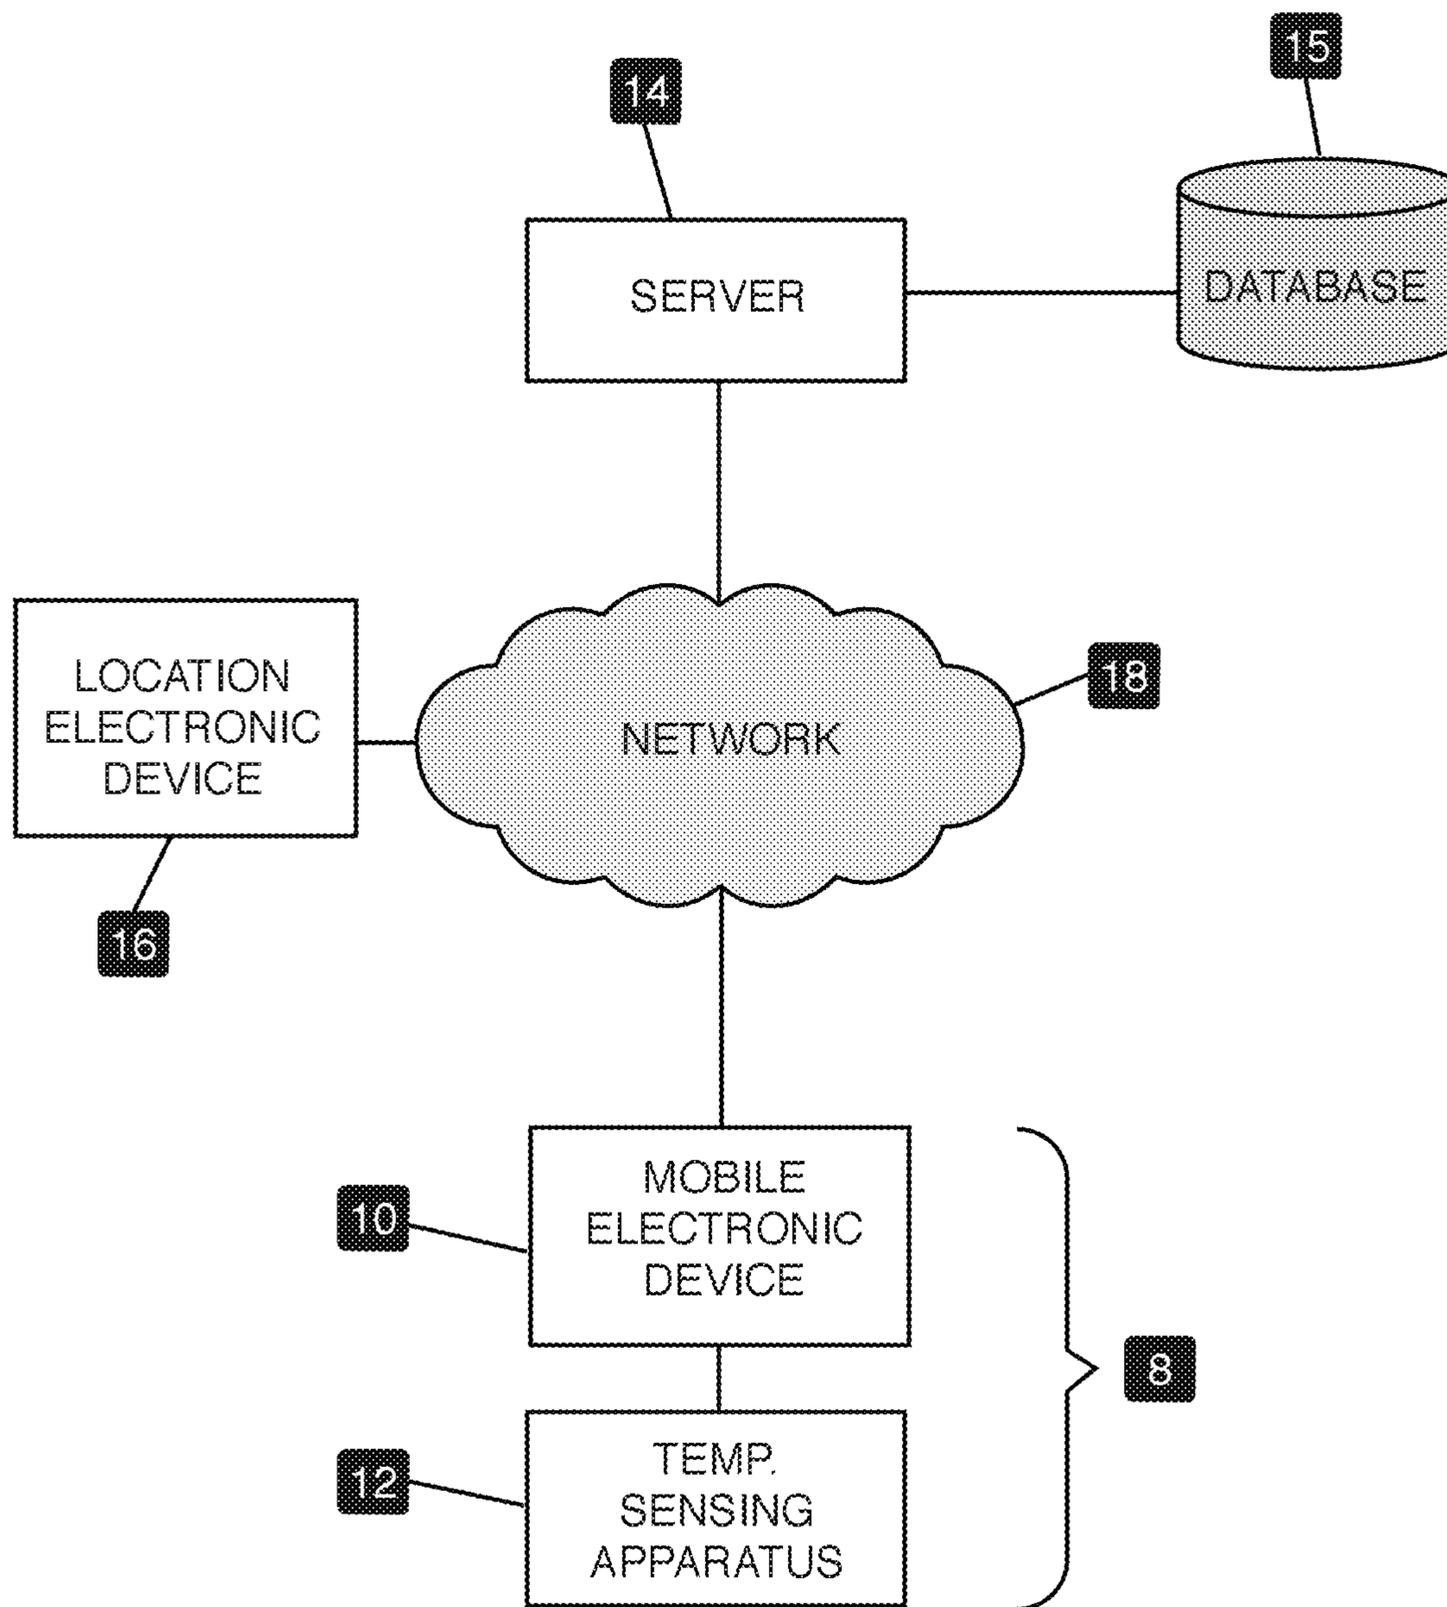 15
14
SERVER
DATABASE
LOCATION
ELECTRONIC
DEVICE
NETWORK
18
16
MOBILE
ELECTRONIC
DEVICE
10
8
TEMP.
SENSING
APPARATUS
12